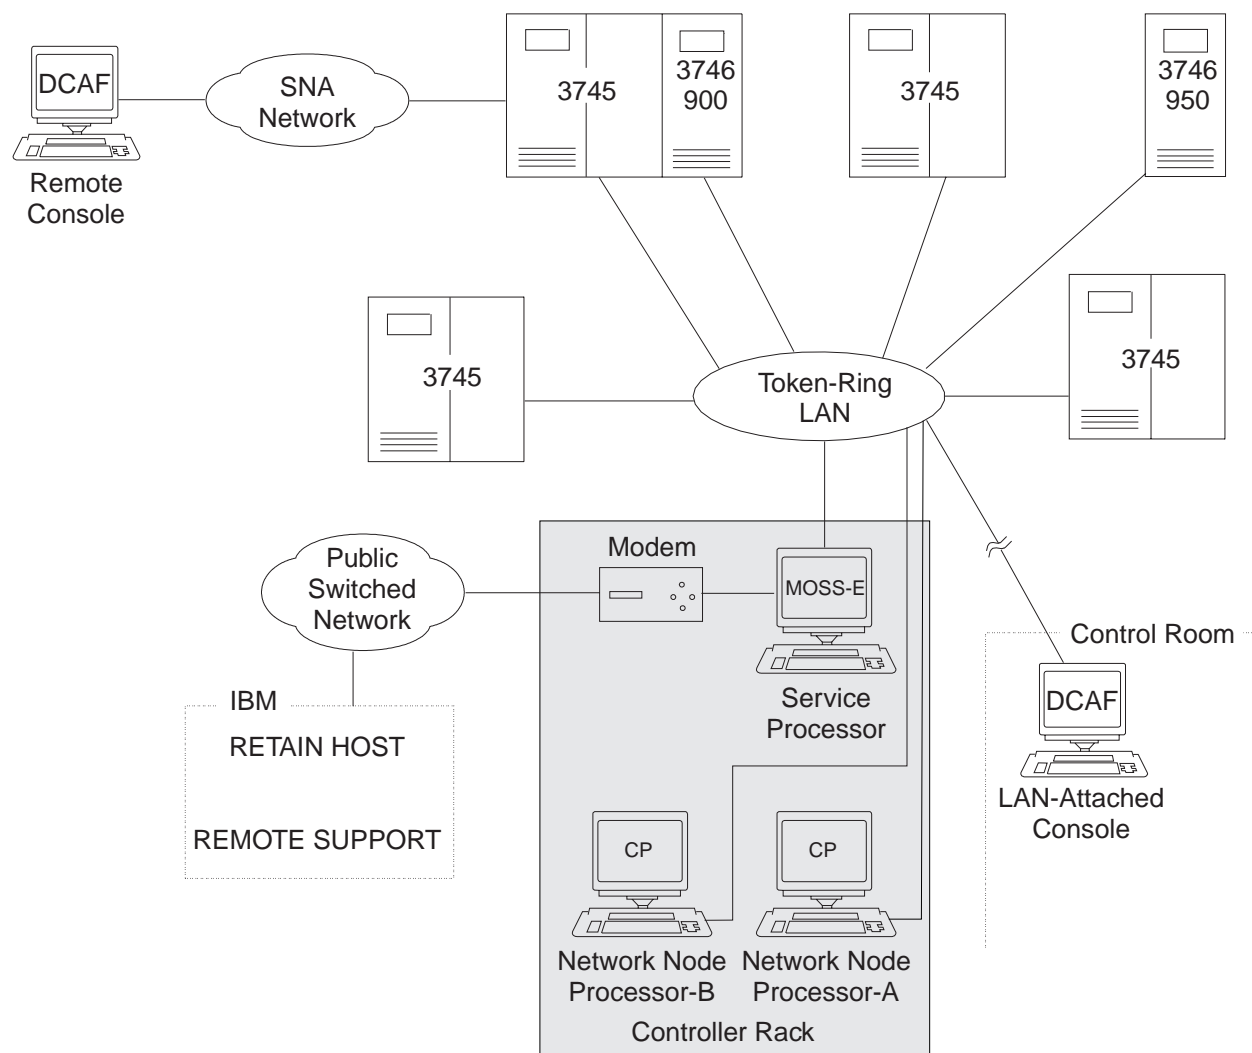 DCAF
Remote
Console
SNA
Network
3745
3746
900
3745
3746
950
3745
Token-Ring
LAN
3745
Public
Switched
Network
Modem
MOSS-E
Service
Processor
Control Room
DCAF
LAN-Attached
Console
IBM
RETAIN HOST
REMOTE SUPPORT
CP
Network Node
Processor-B
CP
Network Node
Processor-A
Controller Rack